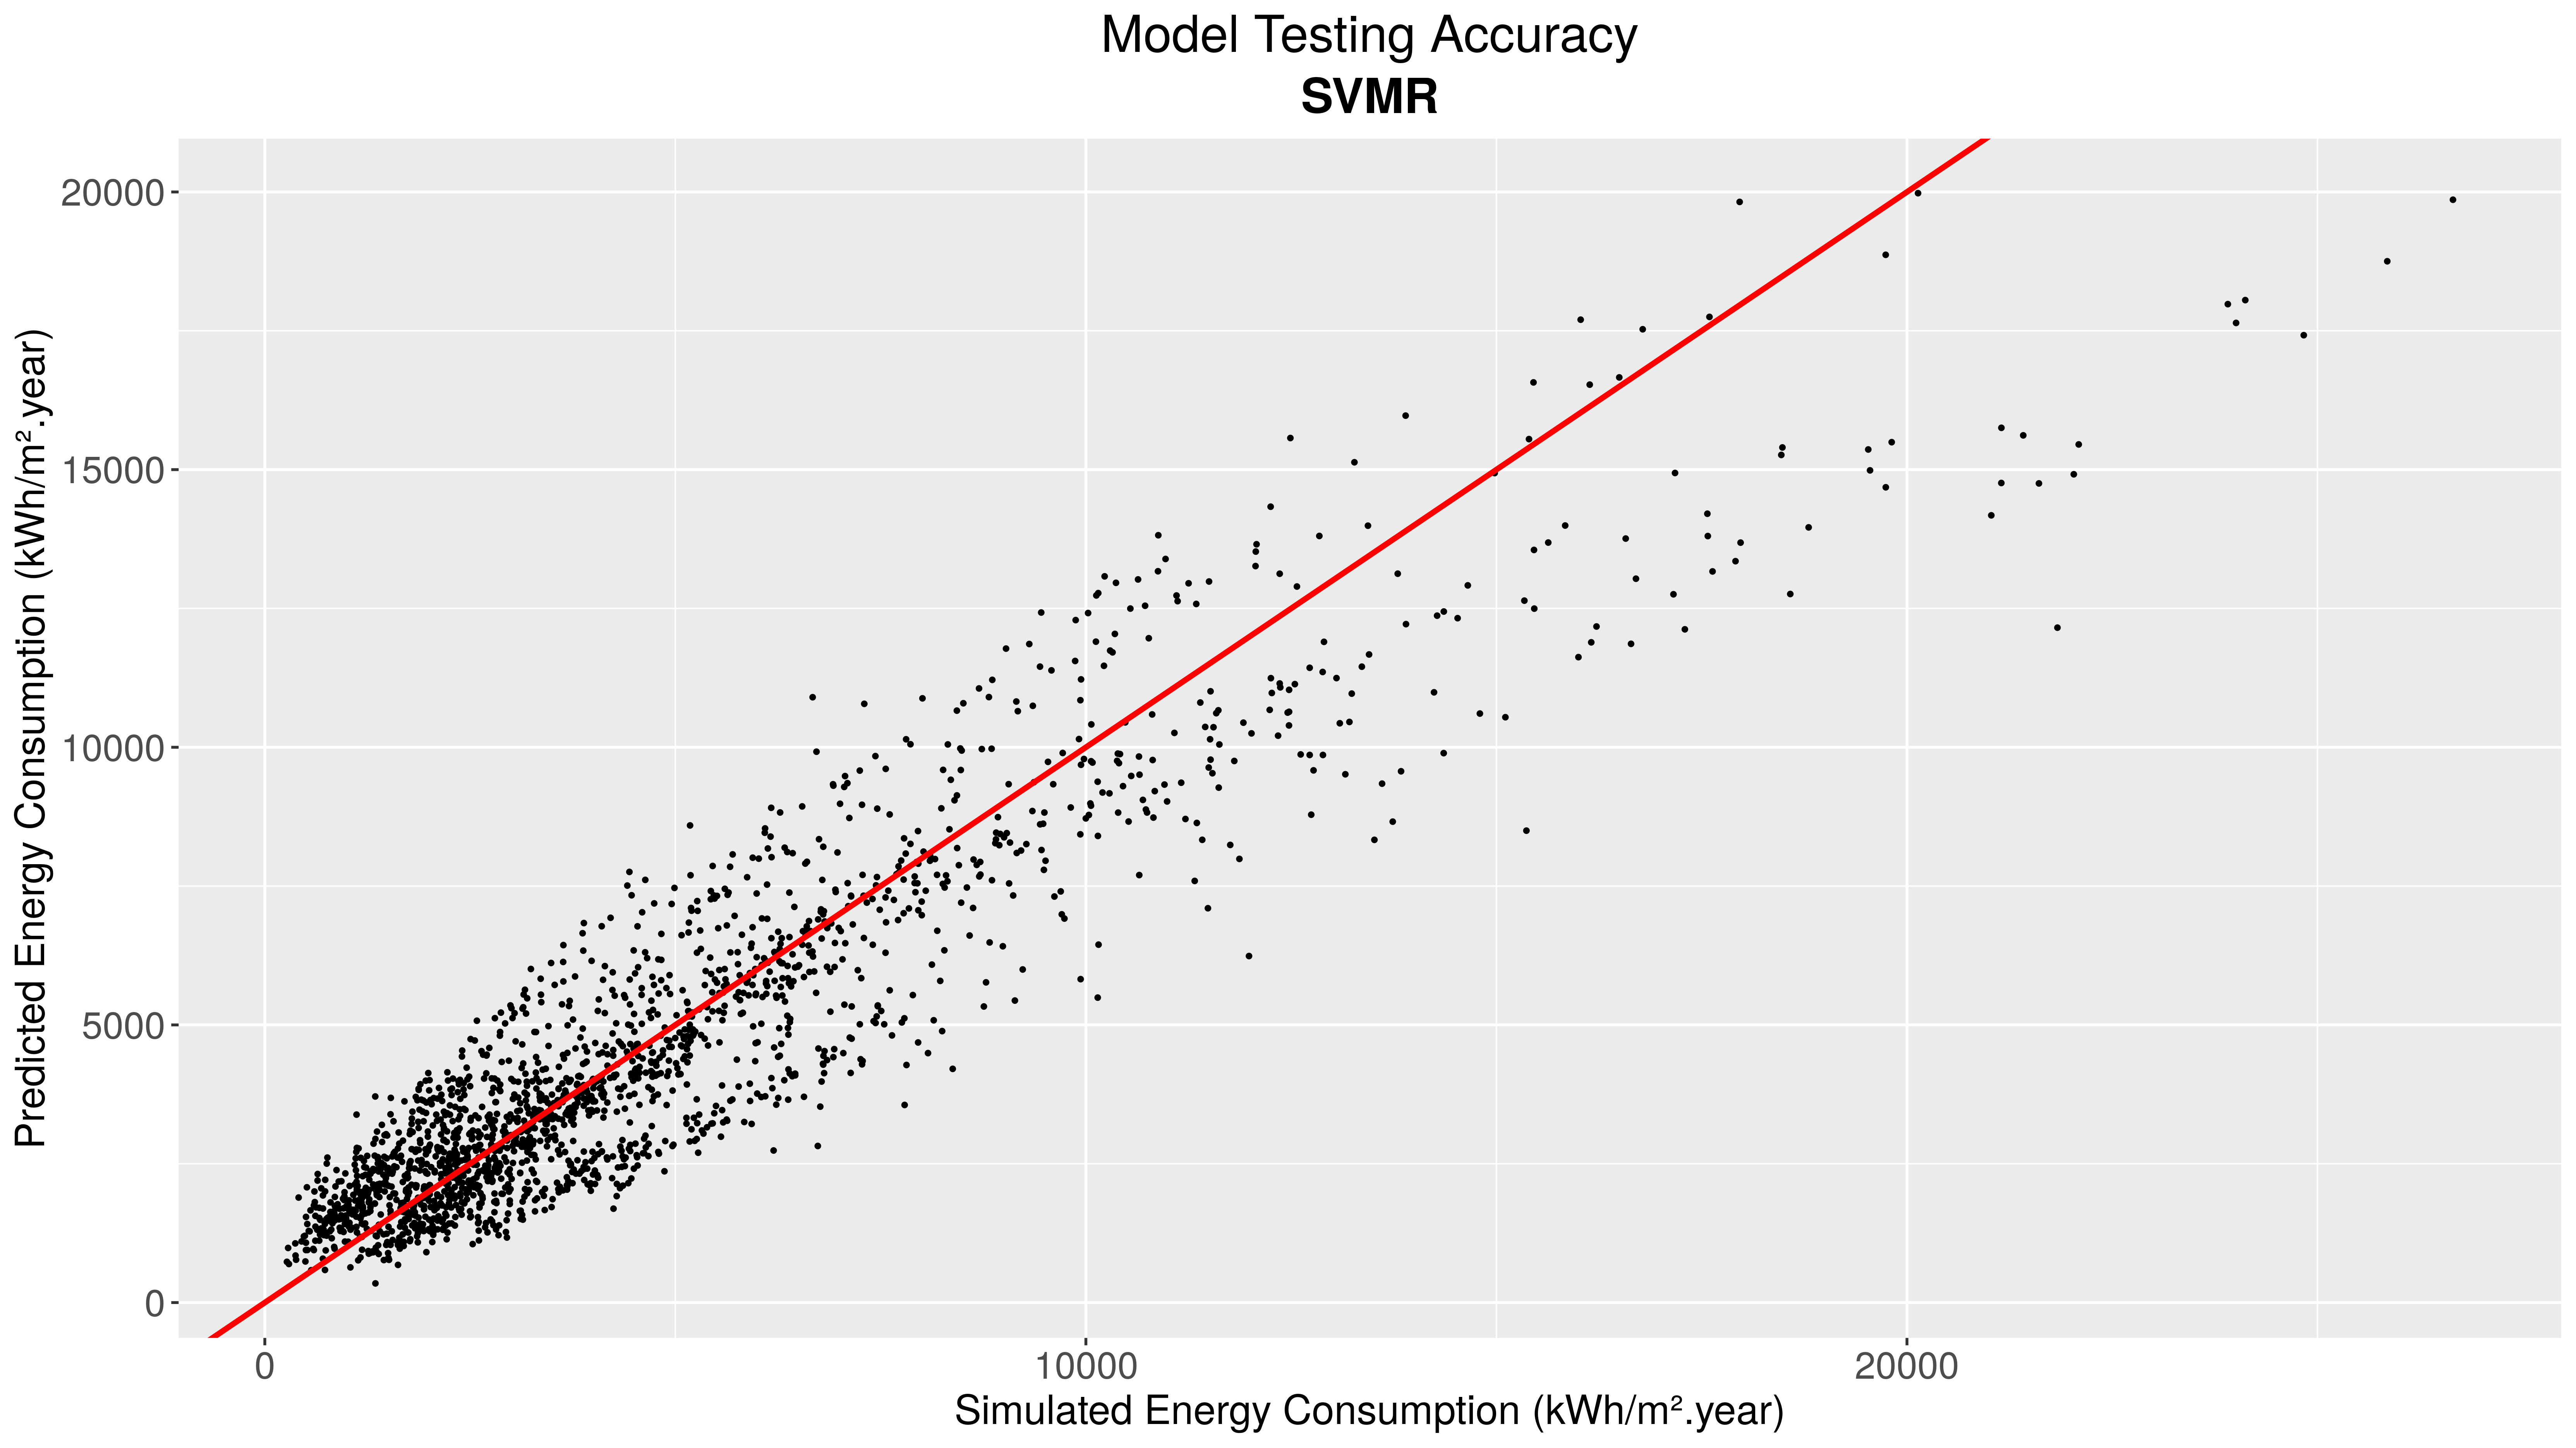 Model Testing Accuracy
SVMR
Predicted Energy Consumption (kWh/m².year)
20000
15000
10000
5000
0
0
10000
20000
Simulated Energy Consumption (kWh/m².year)